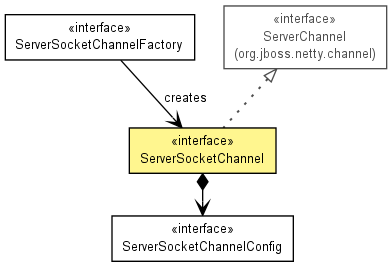 «interface»
ServerSocketChannelFactory
«interface»
ServerChannel
(org.jboss.netty.channel)
creates
«interface»
ServerSocketChannel
«interface»
ServerSocketChannelConfig